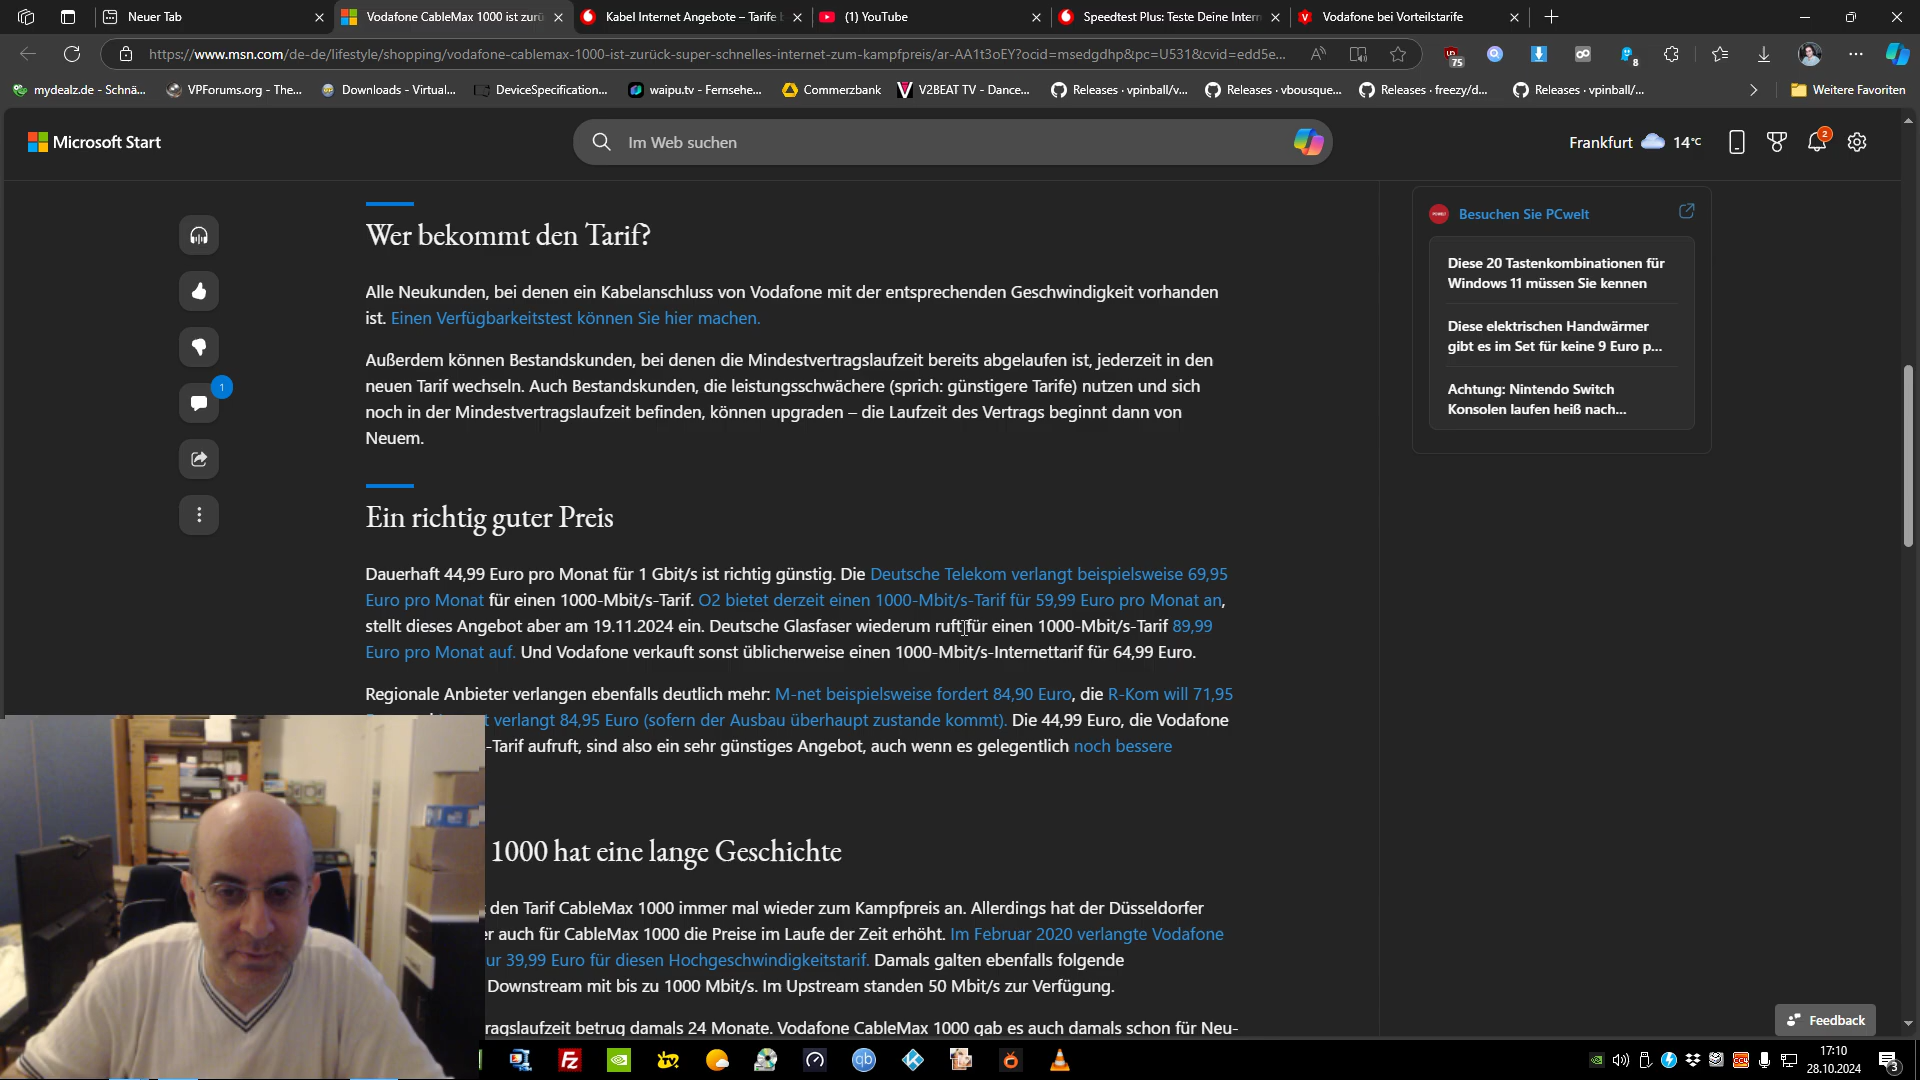 Neuer Tab
Vodafone CableMax 1000 ist zurü
Kabel Internet Angebote – Tarife
(1) YouTube
Speedtest Plus: Teste Deine Intern
Vodafone bei Vorteilstarife
https://www.msn.com/de-de/lifestyle/shopping/vodafone-cablemax-1000-ist-zurück-super-schnelles-internet-zum-kampfpreis/ar-AA1t3oEY?ocid=msedgdhp&pc=U531&cvid=edd5e...
75
8
mydealz.de - Schnä...
VPForums.org - The...
Downloads - Virtual...
DeviceSpecification...
waipu.tv - Fernsehe...
Commerzbank
V2BEAT TV - Dance...
Releases · vpinball/v...
Releases · vbousque...
Releases · freezy/d...
Releases · vpinball/...
Weitere Favoriten
Microsoft Start
Im Web suchen
Frankfurt
14°C
2
Wer bekommt den Tarif?
Alle Neukunden, bei denen ein Kabelanschluss von Vodafone mit der entsprechenden Geschwindigkeit vorhanden
ist. Einen Verfügbarkeitstest können Sie hier machen.
Außerdem können Bestandskunden, bei denen die Mindestvertragslaufzeit bereits abgelaufen ist, jederzeit in den
neuen Tarif wechseln. Auch Bestandskunden, die leistungsschwächere (sprich: günstigere Tarife) nutzen und sich
noch in der Mindestvertragslaufzeit befinden, können upgraden – die Laufzeit des Vertrags beginnt dann von
Neuem.
1
Ein richtig guter Preis
Dauerhaft 44,99 Euro pro Monat für 1 Gbit/s ist richtig günstig. Die Deutsche Telekom verlangt beispielsweise 69,95
Euro pro Monat für einen 1000-Mbit/s-Tarif. O2 bietet derzeit einen 1000-Mbit/s-Tarif für 59,99 Euro pro Monat an,
stellt dieses Angebot aber am 19.11.2024 ein. Deutsche Glasfaser wiederum ruft für einen 1000-Mbit/s-Tarif 89,99
Euro pro Monat auf. Und Vodafone verkauft sonst üblicherweise einen 1000-Mbit/s-Internettarif für 64,99 Euro.
Regionale Anbieter verlangen ebenfalls deutlich mehr: M-net beispielsweise fordert 84,90 Euro, die R-Kom will 71,95
t verlangt 84,95 Euro (sofern der Ausbau überhaupt zustande kommt). Die 44,99 Euro, die Vodafone
-Tarif aufruft, sind also ein sehr günstiges Angebot, auch wenn es gelegentlich noch bessere
1000 hat eine lange Geschichte
den Tarif CableMax 1000 immer mal wieder zum Kampfpreis an. Allerdings hat der Düsseldorfer
er auch für CableMax 1000 die Preise im Laufe der Zeit erhöht. Im Februar 2020 verlangte Vodafone
ur 39,99 Euro für diesen Hochgeschwindigkeitstarif. Damals galten ebenfalls folgende
Downstream mit bis zu 1000 Mbit/s. Im Upstream standen 50 Mbit/s zur Verfügung.
ragslaufzeit betrug damals 24 Monate. Vodafone CableMax 1000 gab es auch damals schon für Neu-
Besuchen Sie PCwelt
Diese 20 Tastenkombinationen für
Windows 11 müssen Sie kennen
Diese elektrischen Handwärmer
gibt es im Set für keine 9 Euro p...
Achtung: Nintendo Switch
Konsolen laufen heiß nach...
Feedback
17:10
28.10.2024
3